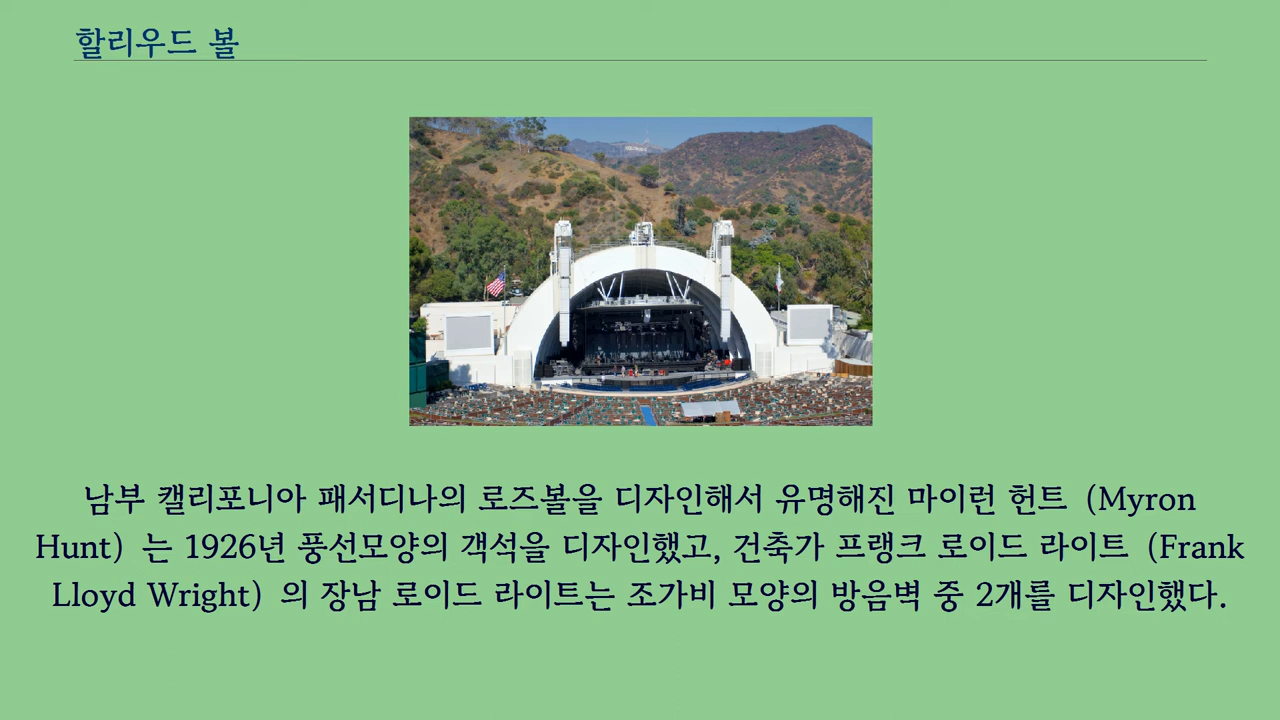 할리우드 볼
남부 캘리포니아 패서디나의 로즈볼을 디자인해서 유명해진 마이런 헌트 (Myron
Hunt) 는 1926년 풍선모양의 객석을 디자인했고, 건축가 프랭크 로이드 라이트 (Frank
Lloyd Wright) 의 장남 로이드 라이트는 조가비 모양의 방음벽 중 2개를 디자인했다.